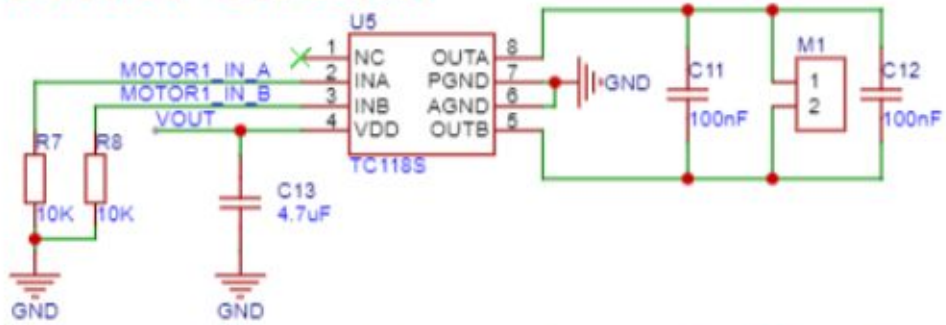 U5
1 NC OUTA 8
MOTOR1_IN_A 2 INA PGND 7 GND
MOTOR1_IN_B 3 INB AGND 6
VOUT 4 VDD OUTB 5
TC118S
R7
10K
R8
10K
GND
C13
4.7uF
GND
C11
100nF
M1
1
2
C12
100nF